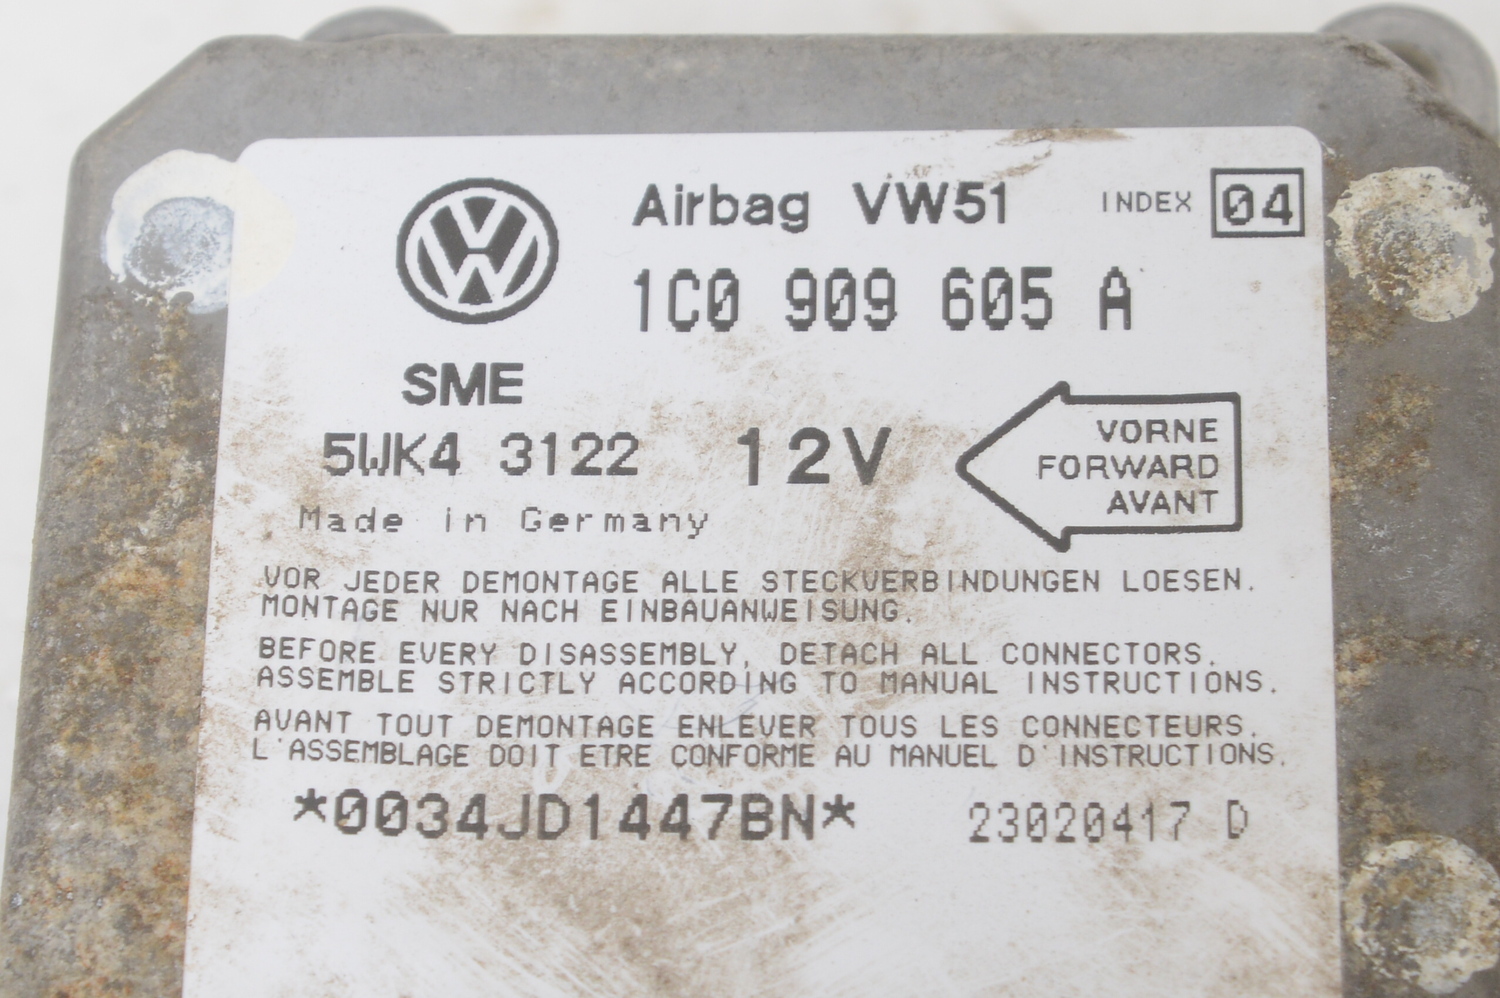 Airbag VW51 INDEX 04
1C0 909 605 A
SME
5WK4 3122 12V
VORNE
FORWARD
AVANT
Made in Germany
VOR JEDER DEMONTAGE ALLE STECKVERBINDUNGEN LOESEN.
MONTAGE NUR NACH EINBAUANWEISUNG.
BEFORE EVERY DISASSEMBLY, DETACH ALL CONNECTORS.
ASSEMBLE STRICTLY ACCORDING TO MANUAL INSTRUCTIONS.
AVANT TOUT DEMONTAGE ENLEVER TOUS LES CONNECTEURS.
L'ASSEMBLAGE DOIT ETRE CONFORME AU MANUEL D'INSTRUCTIONS.
*0034JD1447BN* 23020417 D